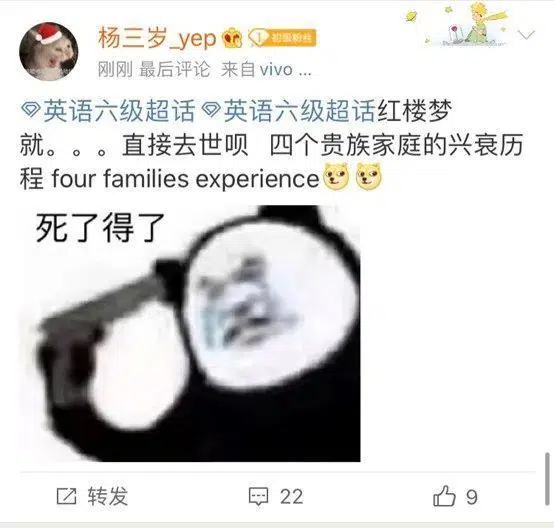 杨三岁_yep 初级粉丝
刚刚 最后评论 来自 vivo ...
英语六级超话 英语六级超话红楼梦
就。。。直接去世呗 四个贵族家庭的兴衰历
程 four families experience
死了得了
转发 22 9